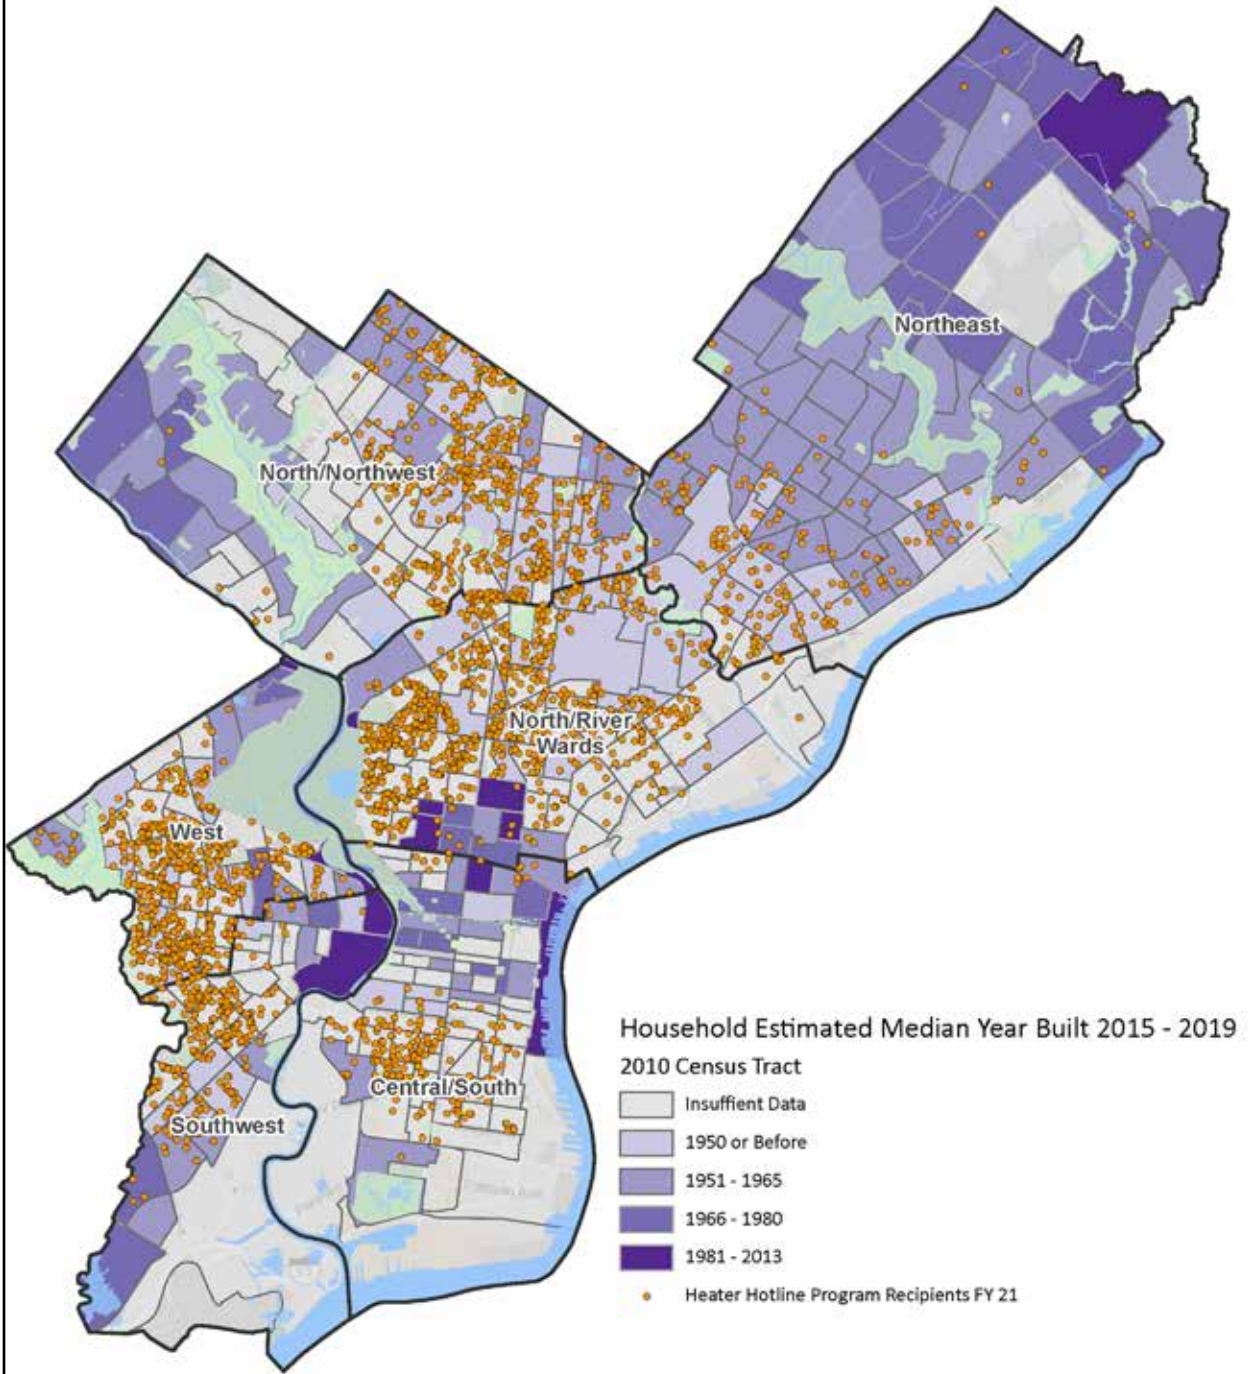 Northeast
North/Northwest
North/River
Wards
West
Central/South
Southwest
Household Estimated Median Year Built 2015 - 2019
2010 Census Tract
Insuffient Data
1950 or Before
1951 - 1965
1966 - 1980
1981 - 2013
Heater Hotline Program Recipients FY 21